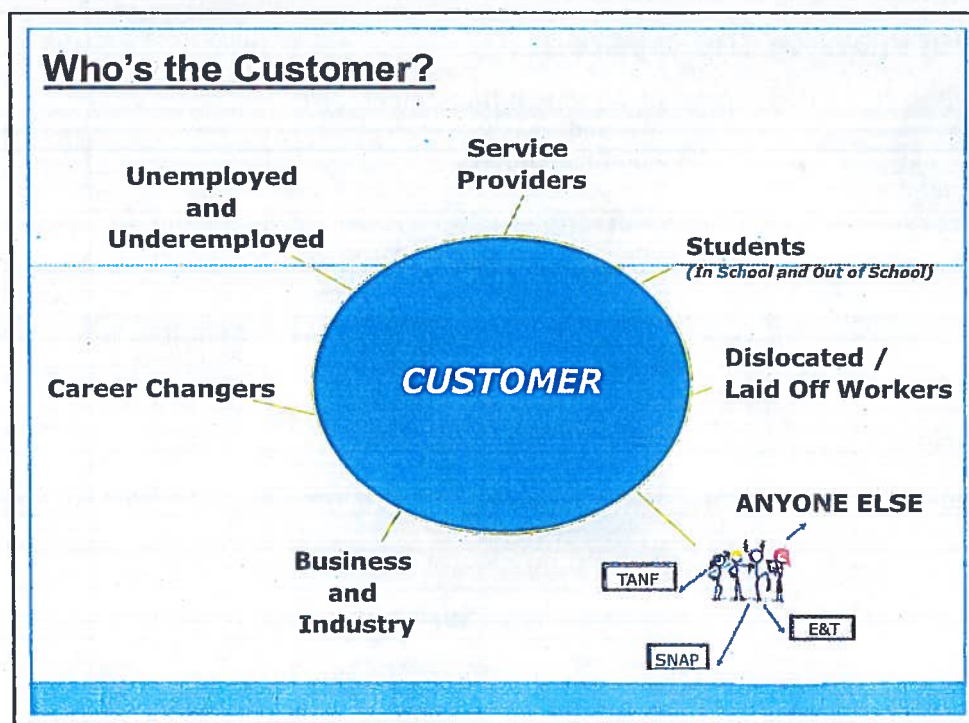 Who's the Customer?
Service
Providers
Unemployed
and
Underemployed
Students
(In School and Out of School)
CUSTOMER
Dislocated /
Laid Off Workers
Career Changers
ANYONE ELSE
Business
and
Industry
TANF
E&T
SNAP